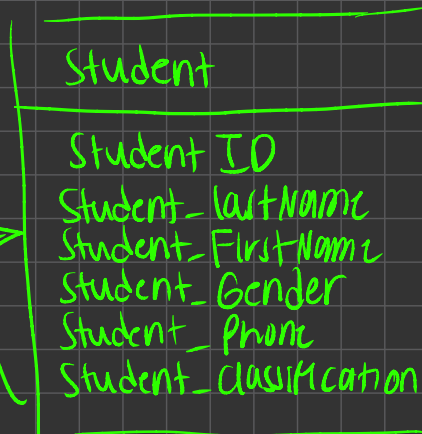 Student
Student ID
Student_LastName
Student_FirstName
Student_Gender
Student_Phone
Student_Classification